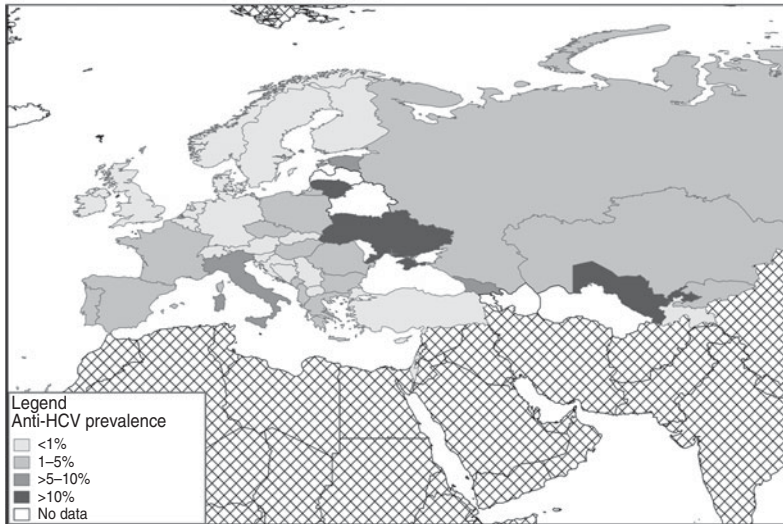 Legend
Anti-HCV prevalence
<1%
1–5%
>5–10%
>10%
No data